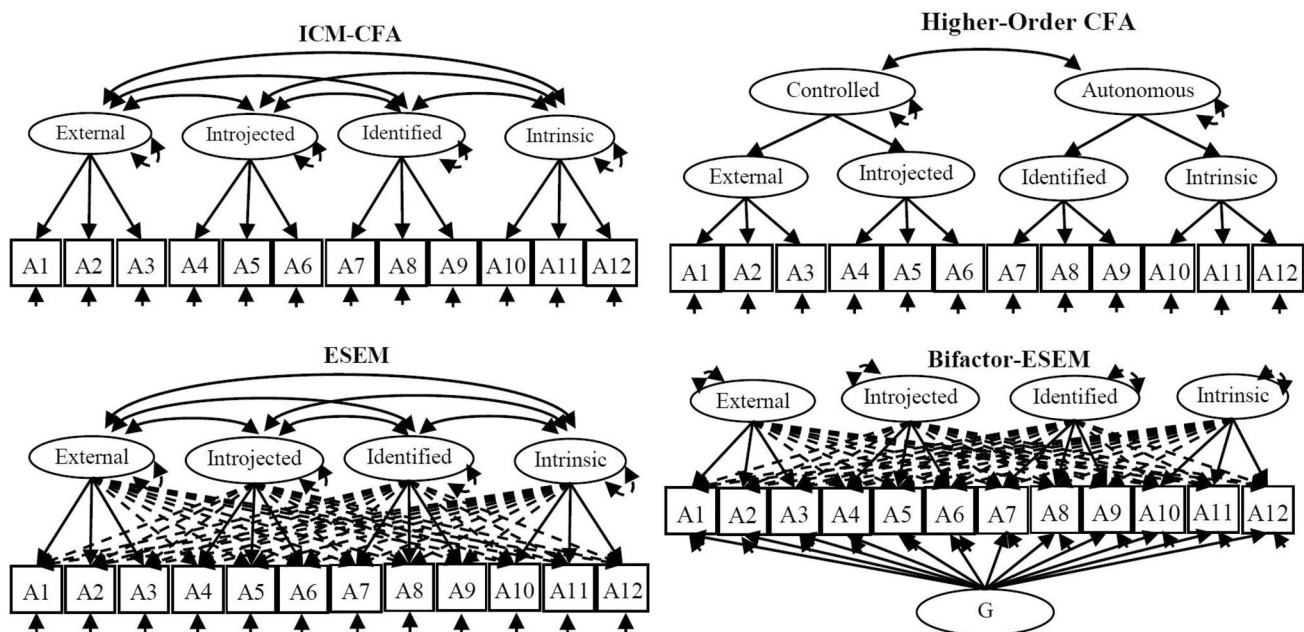 ICM-CFA
External Introjected Identified Intrinsic
A1 A2 A3 A4 A5 A6 A7 A8 A9 A10 A11 A12
Higher-Order CFA
Controlled Autonomous
External Introjected Identified Intrinsic
A1 A2 A3 A4 A5 A6 A7 A8 A9 A10 A11 A12
ESEM
External Introjected Identified Intrinsic
A1 A2 A3 A4 A5 A6 A7 A8 A9 A10 A11 A12
Bifactor-ESEM
External Introjected Identified Intrinsic
A1 A2 A3 A4 A5 A6 A7 A8 A9 A10 A11 A12
G